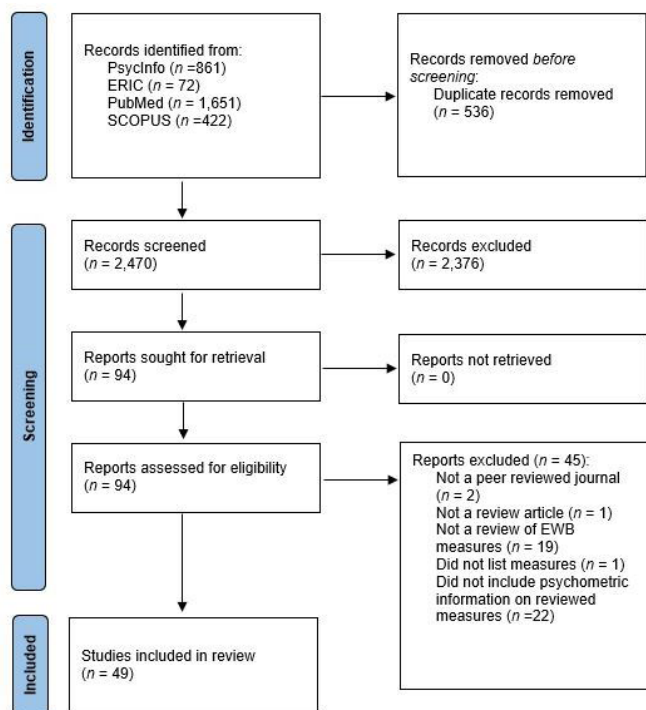 Identification
Records identified from:
PsycInfo (n =861)
ERIC (n = 72)
PubMed (n = 1,651)
SCOPUS (n =422)
Records removed before
screening:
Duplicate records removed
(n = 536)
Screening
Records screened
(n = 2,470)
Records excluded
(n = 2,376)
Reports sought for retrieval
(n = 94)
Reports not retrieved
(n = 0)
Reports assessed for eligibility
(n = 94)
Reports excluded (n = 45):
Not a peer reviewed journal
(n = 2)
Not a review article (n = 1)
Not a review of EWB
measures (n = 19)
Did not list measures (n = 1)
Did not include psychometric
information on reviewed
measures (n =22)
Included
Studies included in review
(n = 49)